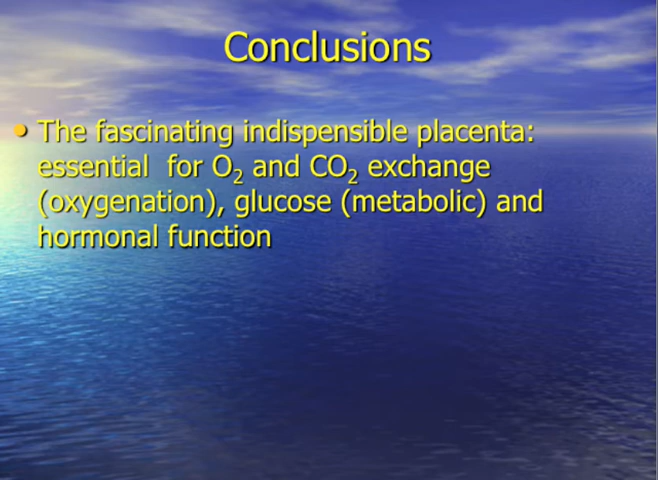 Conclusions
• The fascinating indispensible placenta:
essential for O₂ and CO₂ exchange
(oxygenation), glucose (metabolic) and
hormonal function